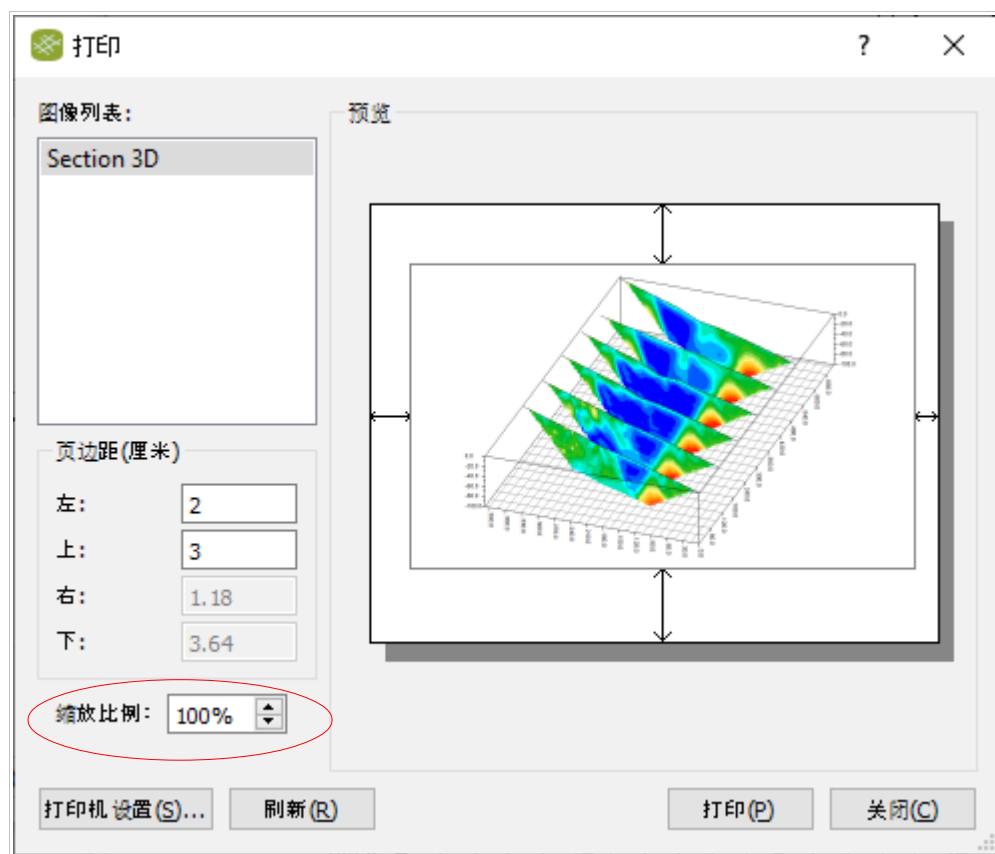 打印
?
图像列表:
预览
Section 3D
页边距(厘米)
左: 2
上: 3
右: 1.18
下: 3.64
缩放比例: 100%
打印机 设置(S)...
刷新(R)
打印(P)
关闭(C)